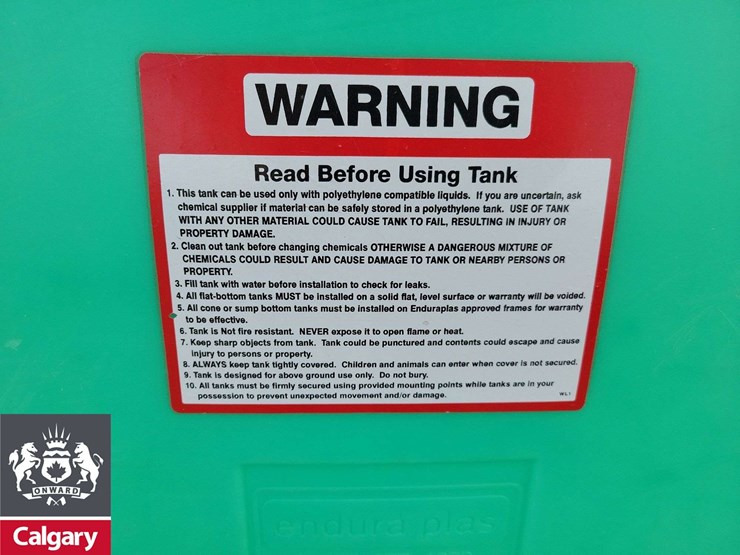 WARNING
Read Before Using Tank
1. This tank can be used only with polyethylene compatible liquids. If you are uncertain, ask
chemical supplier if material can be safely stored in a polyethylene tank. USE OF TANK
WITH ANY OTHER MATERIAL COULD CAUSE TANK TO FAIL, RESULTING IN INJURY OR
PROPERTY DAMAGE.
2. Clean out tank before changing chemicals OTHERWISE A DANGEROUS MIXTURE OF
CHEMICALS COULD RESULT AND CAUSE DAMAGE TO TANK OR NEARBY PERSONS OR
PROPERTY.
3. Fill tank with water before installation to check for leaks.
4. All flat-bottom tanks MUST be installed on a solid flat, level surface or warranty will be voided.
5. All cone or sump bottom tanks must be installed on Enduraplas approved frames for warranty
to be effective.
6. Tank is Not fire resistant. NEVER expose it to open flame or heat.
7. Keep sharp objects from tank. Tank could be punctured and contents could escape and cause
injury to persons or property.
8. ALWAYS keep tank tightly covered. Children and animals can enter when cover is not secured.
9. Tank is designed for above ground use only. Do not bury.
10. All tanks must be firmly secured using provided mounting points while tanks are in your
possession to prevent unexpected movement and/or damage.
WL1
endura plas
ONWARD
Calgary